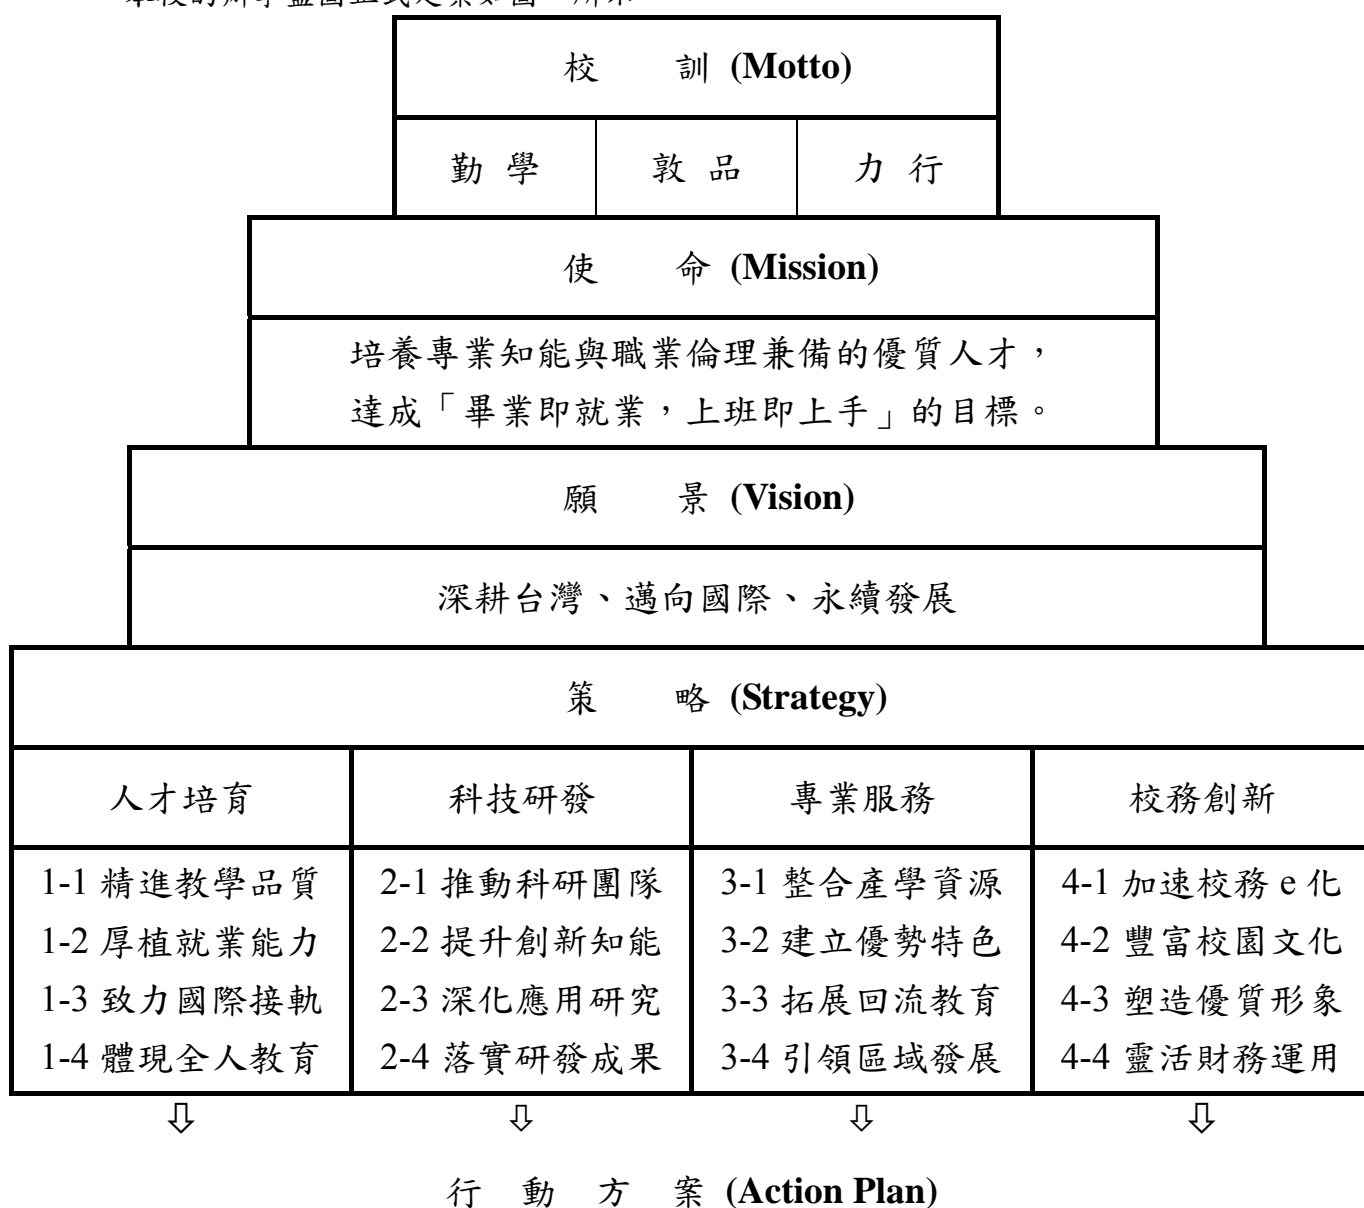 校 訓 (Motto)
勤 學 敦 品 力 行
使 命 (Mission)
培養專業知能與職業倫理兼備的優質人才，
達成「畢業即就業，上班即上手」的目標。
願 景 (Vision)
深耕台灣、邁向國際、永續發展
策 略 (Strategy)
人才培育 科技研發 專業服務 校務創新
1-1 精進教學品質 2-1 推動科研團隊 3-1 整合產學資源 4-1 加速校務 e 化
1-2 厚植就業能力 2-2 提升創新知能 3-2 建立優勢特色 4-2 豐富校園文化
1-3 致力國際接軌 2-3 深化應用研究 3-3 拓展回流教育 4-3 塑造優質形象
1-4 體現全人教育 2-4 落實研發成果 3-4 引領區域發展 4-4 靈活財務運用
⇩ ⇩ ⇩ ⇩
行 動 方 案 (Action Plan)